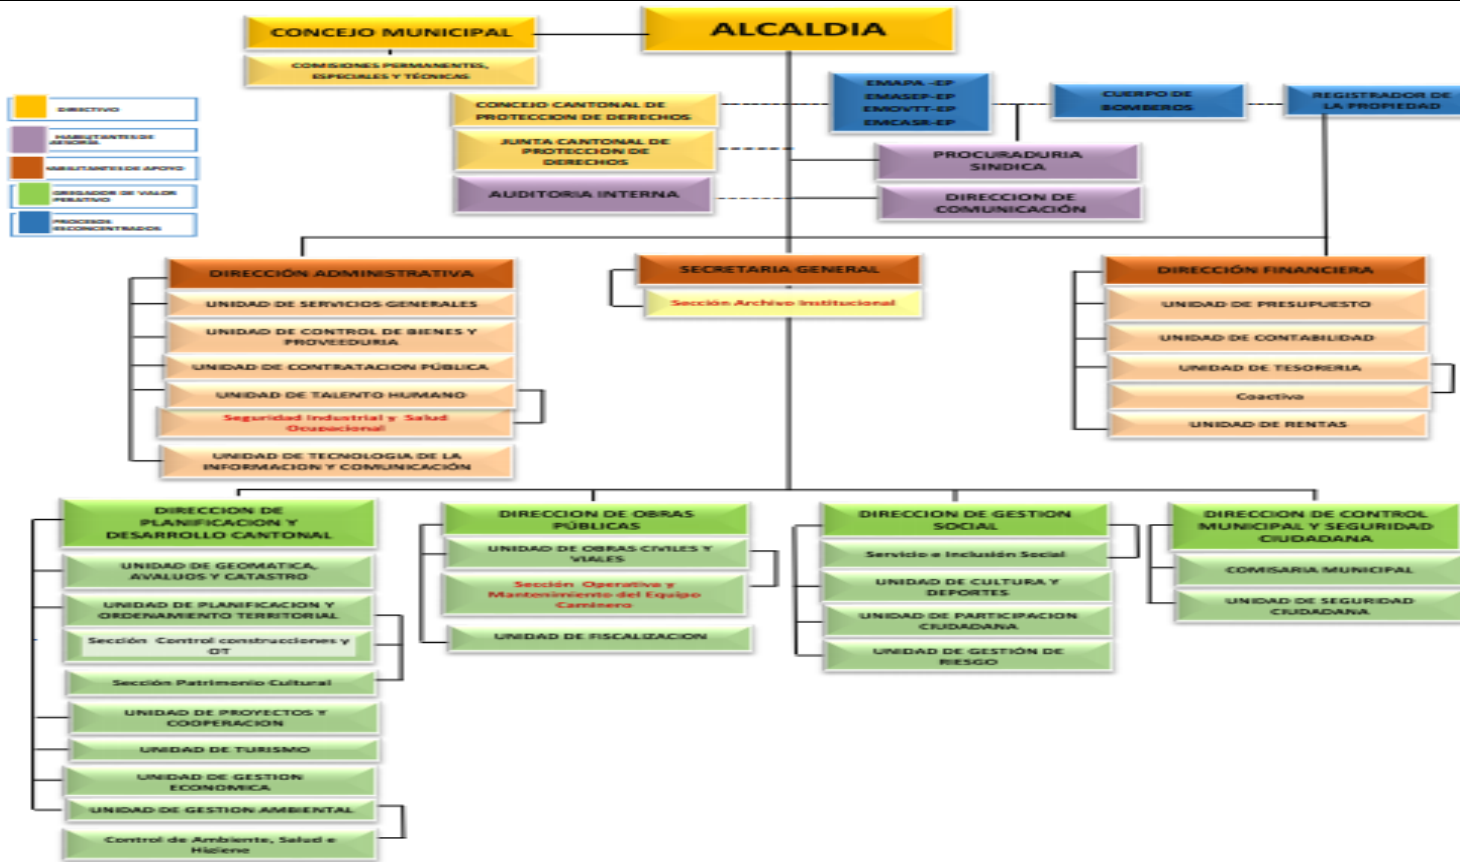 CONCEJO MUNICIPAL
ALCALDIA
COMISIONES PERMANENTES,
ESPECIALES Y TÉCNICAS
DIRECTIVO
HABILITANTES DE
HABILITANTES DE APOYO
AGREGADOR DE VALOR
PROCESOS
CONCEJO CANTONAL DE
PROTECCION DE DERECHOS
JUNTA CANTONAL DE
PROTECCION DE
DERECHOS
AUDITORIA INTERNA
EMAPA -EP
EMASEP-EP
EMOVTT-EP
EMCASR-EP
CUERPO DE
BOMBEROS
REGISTRADOR DE
LA PROPIEDAD
PROCURADURIA
SINDICA
DIRECCION DE
COMUNICACIÓN
DIRECCIÓN ADMINISTRATIVA
UNIDAD DE SERVICIOS GENERALES
UNIDAD DE CONTROL DE BIENES Y
PROVEEDURIA
UNIDAD DE CONTRATACION PÚBLICA
UNIDAD DE TALENTO HUMANO
Seguridad Industrial y Salud
Ocupacional
UNIDAD DE TECNOLOGIA DE LA
INFORMACION Y COMUNICACIÓN
SECRETARIA GENERAL
Sección Archivo Institucional
DIRECCIÓN FINANCIERA
UNIDAD DE PRESUPUESTO
UNIDAD DE CONTABILIDAD
UNIDAD DE TESORERIA
Coactiva
UNIDAD DE RENTAS
DIRECCION DE
PLANIFICACION Y
DESARROLLO CANTONAL
UNIDAD DE GEOMATICA,
AVALUOS Y CATASTRO
UNIDAD DE PLANIFICACION Y
ORDENAMIENTO TERRITORIAL
Sección Control construcciones y
OT
Sección Patrimonio Cultural
UNIDAD DE PROYECTOS Y
COOPERACION
UNIDAD DE TURISMO
UNIDAD DE GESTION
ECONOMICA
UNIDAD DE GESTION AMBIENTAL
Control de Ambiente, Salud e
Higiene
DIRECCION DE OBRAS
PÚBLICAS
UNIDAD DE OBRAS CIVILES Y
VIALES
Sección Operativa y
Mantenimiento del Equipo
Caminero
UNIDAD DE FISCALIZACION
DIRECCION DE GESTION
SOCIAL
Servicio e Inclusión Social
UNIDAD DE CULTURA Y
DEPORTES
UNIDAD DE PARTICIPACION
CIUDADANA
UNIDAD DE GESTIÓN DE
RIESGO
DIRECCION DE CONTROL
MUNICIPAL Y SEGURIDAD
CIUDADANA
COMISARIA MUNICIPAL
UNIDAD DE SEGURIDAD
CIUDADANA